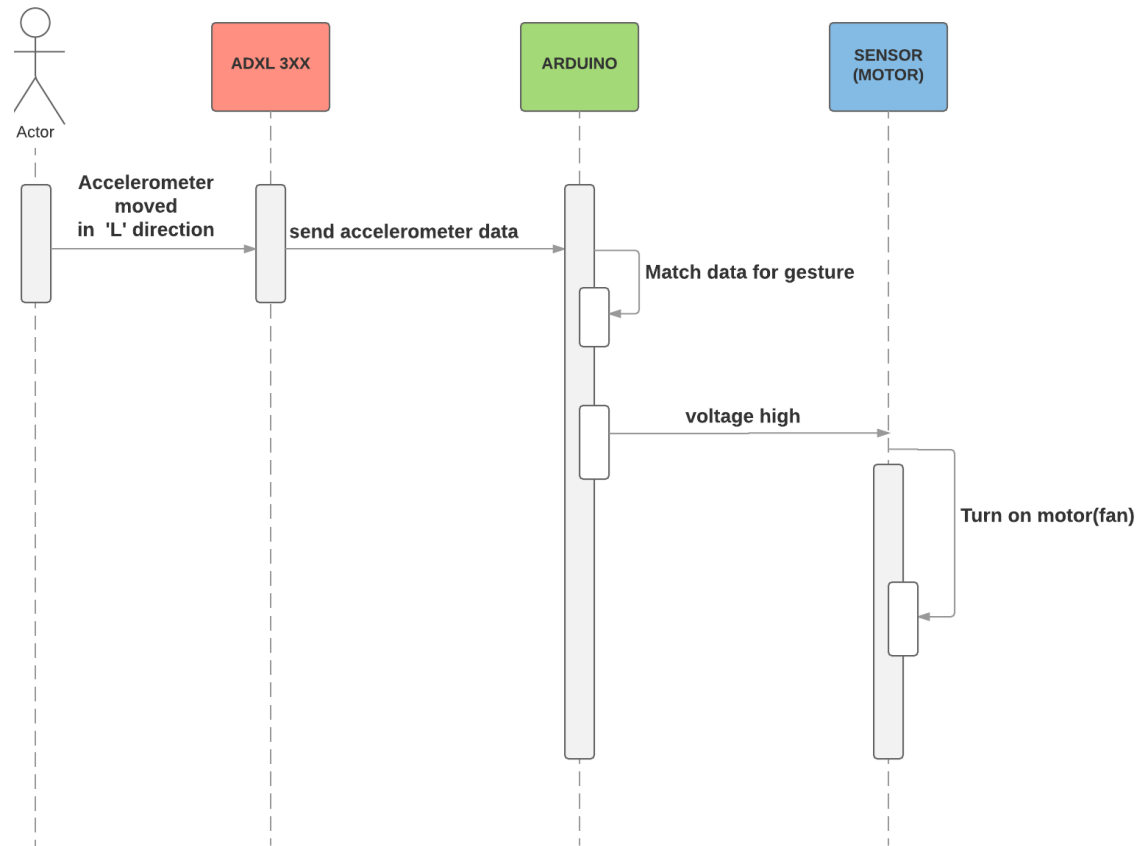 ADXL 3XX
ARDUINO
SENSOR
(MOTOR)
Actor
Accelerometer
moved
in 'L' direction
send accelerometer data
Match data for gesture
voltage high
Turn on motor(fan)